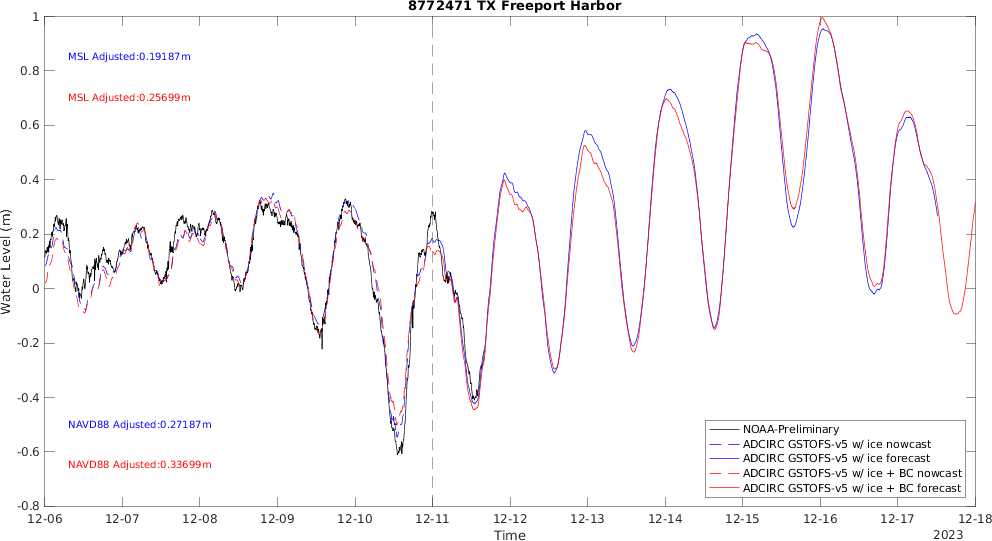 8772471 TX Freeport Harbor
MSL Adjusted:0.19187m
MSL Adjusted:0.25699m
NAVD88 Adjusted:0.27187m
NAVD88 Adjusted:0.33699m
Water Level (m)
1
0.8
0.6
0.4
0.2
0
-0.2
-0.4
-0.6
-0.8
NOAA-Preliminary
ADCIRC GSTOFS-v5 w/ ice nowcast
ADCIRC GSTOFS-v5 w/ ice forecast
ADCIRC GSTOFS-v5 w/ ice + BC nowcast
ADCIRC GSTOFS-v5 w/ ice + BC forecast
12-06 12-07 12-08 12-09 12-10 12-11 12-12 12-13 12-14 12-15 12-16 12-17 12-18
Time
2023